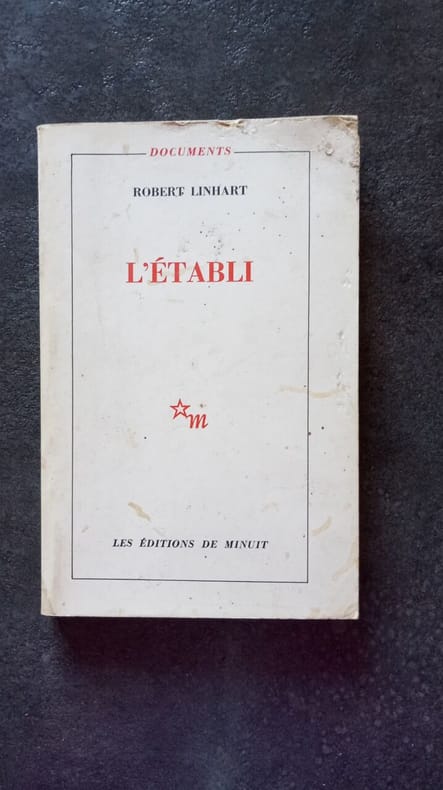 DOCUMENTS
ROBERT LINHART
L'ÉTABLI
m
LES ÉDITIONS DE MINUIT